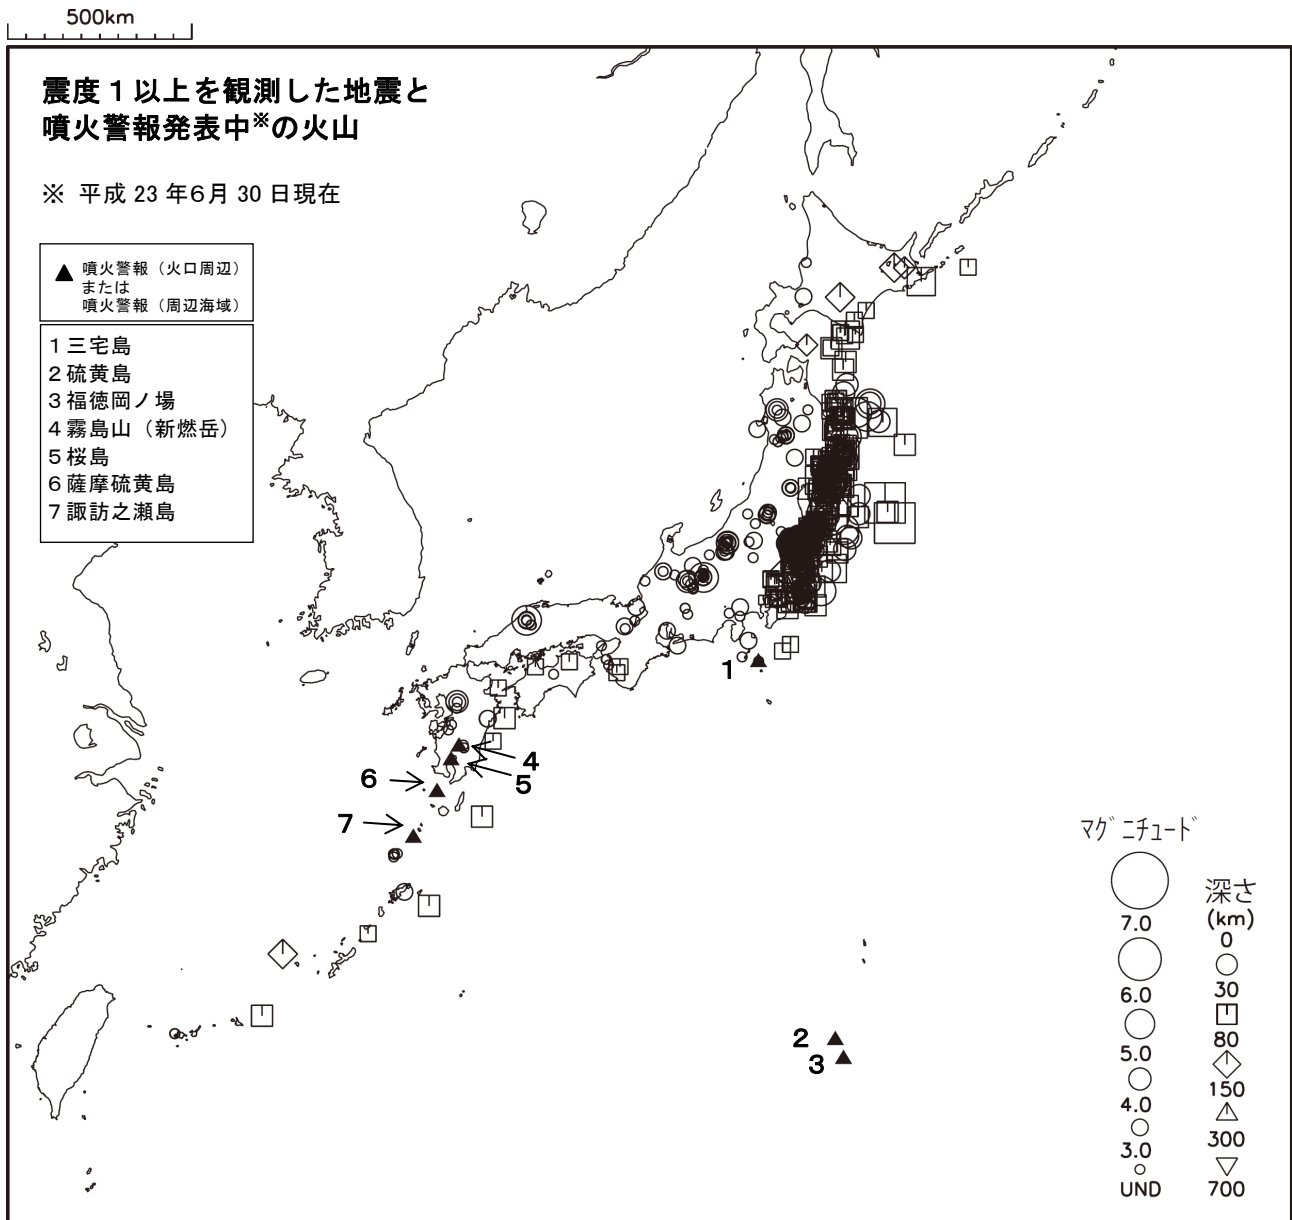 500km
震度１以上を観測した地震と
噴火警報発表中※の火山
※ 平成 23 年６月 30 日現在
▲ 噴火警報（火口周辺）
または
噴火警報（周辺海域）
１三宅島
２硫黄島
３福徳岡ノ場
４霧島山（新燃岳）
５桜島
６薩摩硫黄島
７諏訪之瀬島
1
4
5
6
7
2
3
マグニチュード
7.0
6.0
5.0
4.0
3.0
UND
深さ
(km)
0
30
80
150
300
700